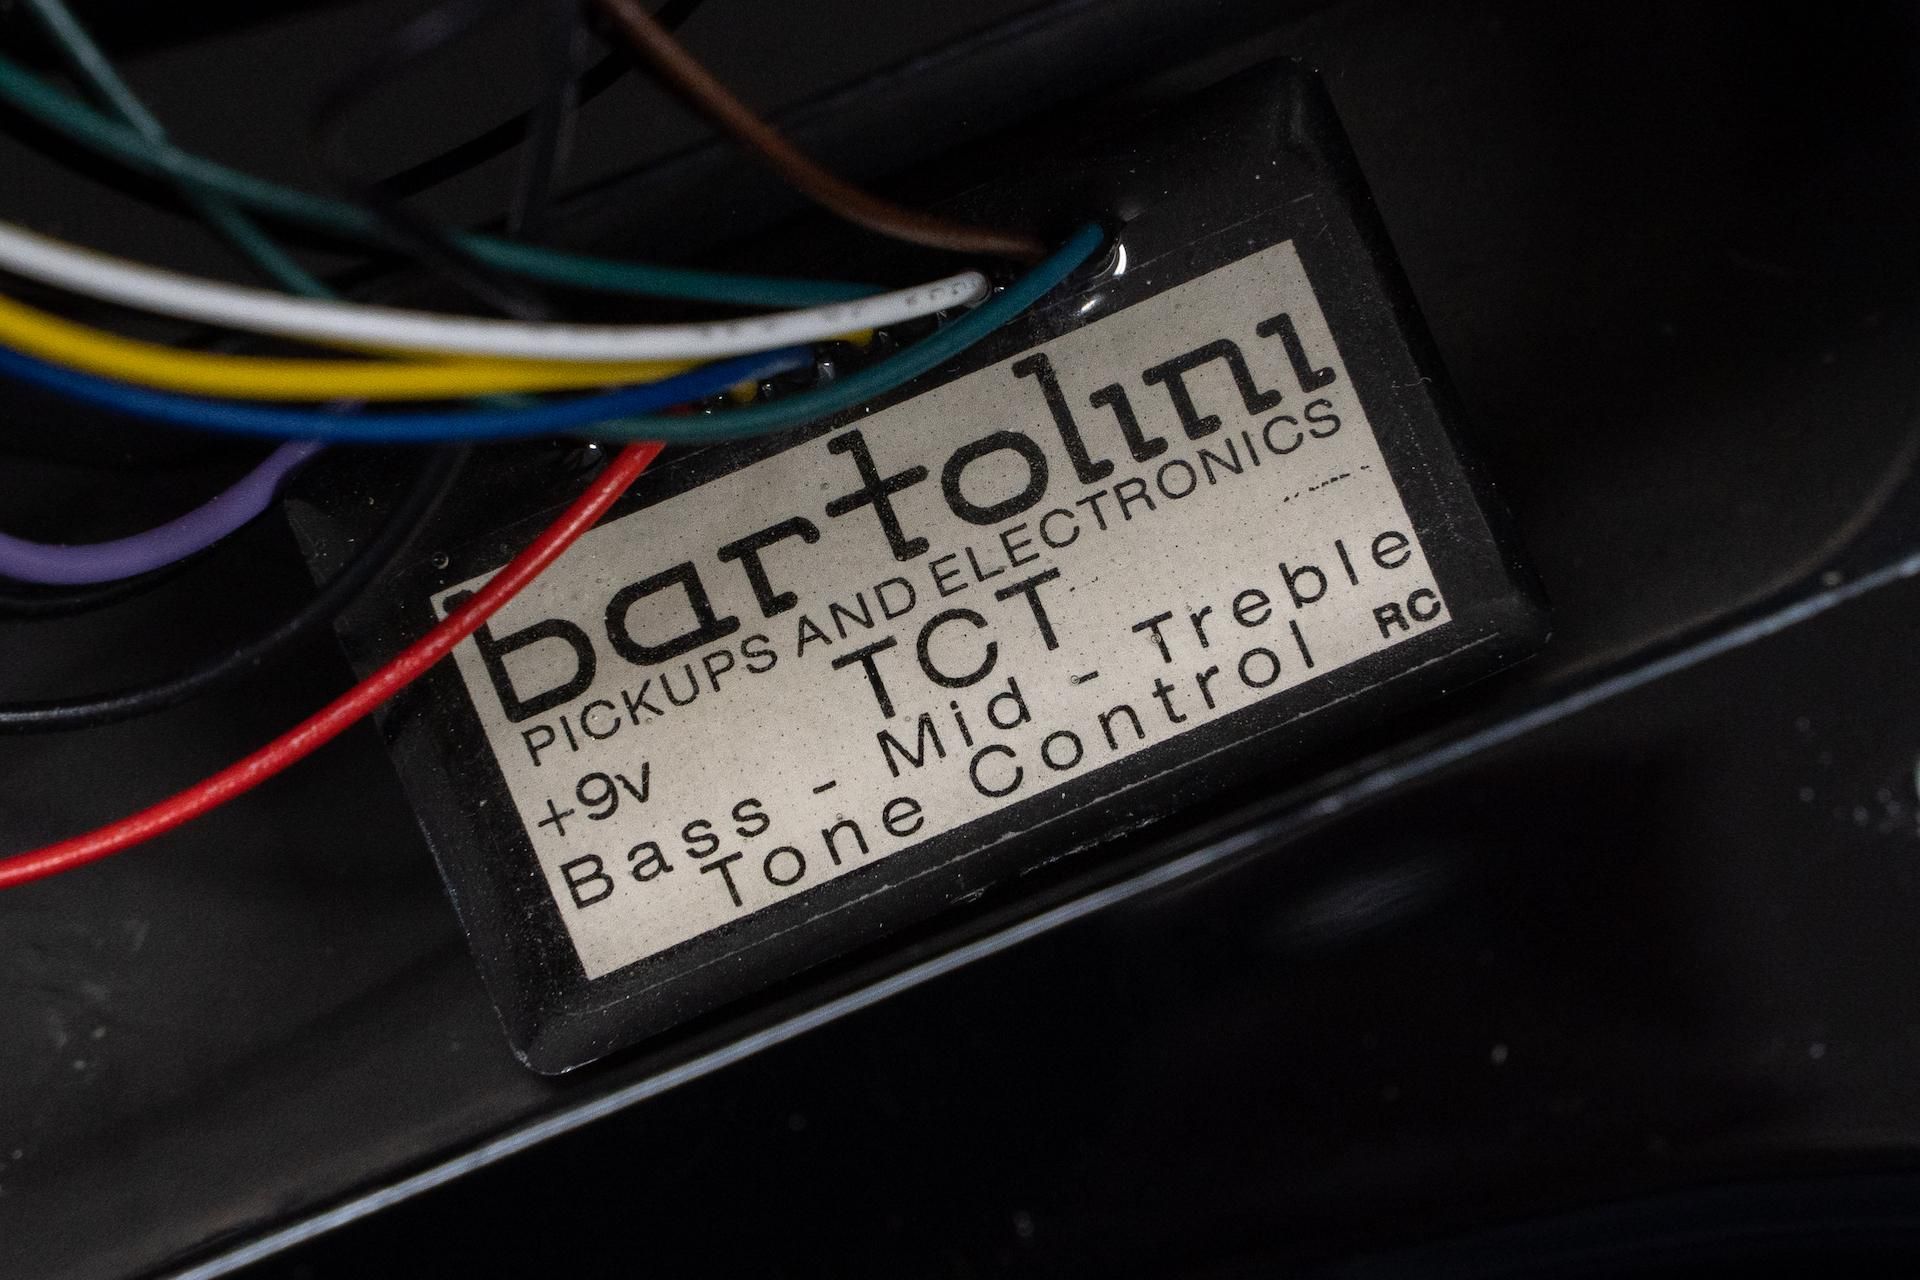 bartolini
PICKUPS AND ELECTRONICS
TCT
+9v
Bass - Mid - Treble
Tone Control RC